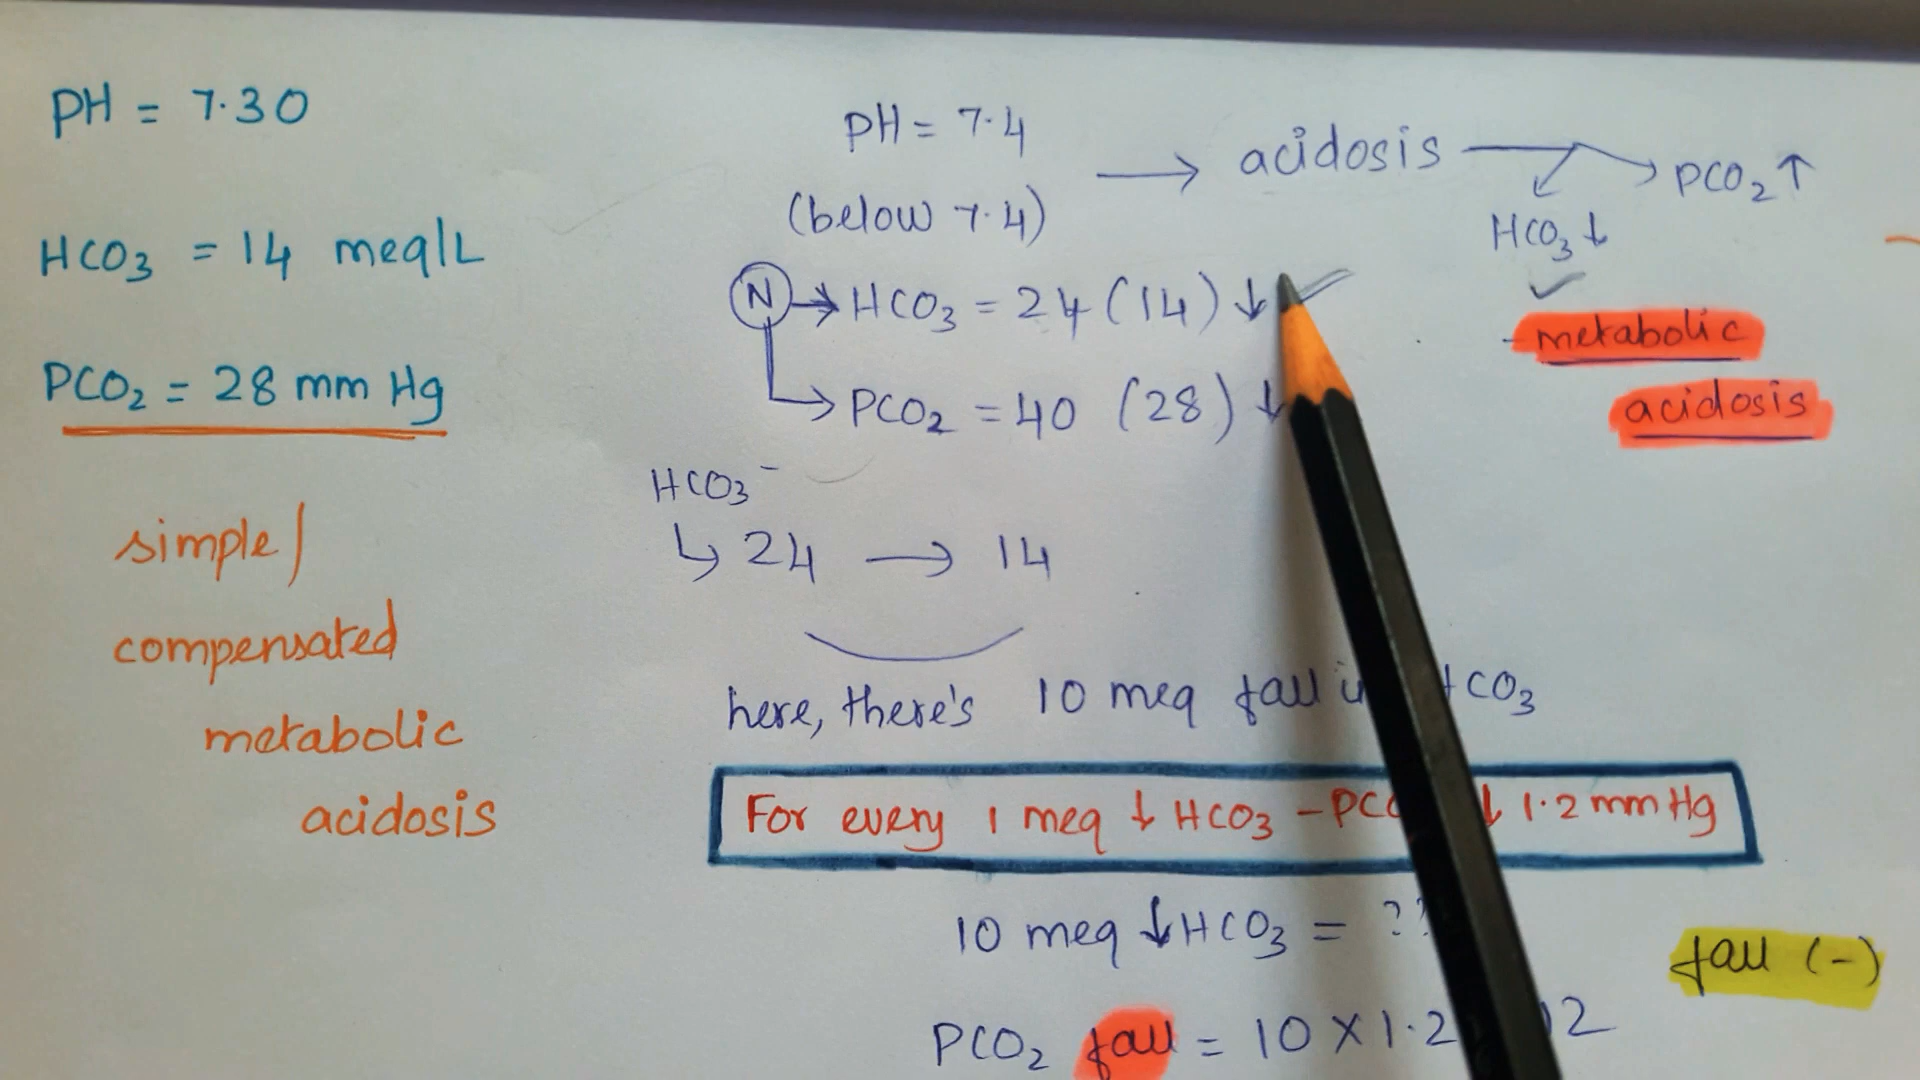 PH = 7.30
HCO3 = 14 meq/L
PCO2 = 28 mm Hg
simple/
compensated
metabolic
acidosis
PH = 7.4
(below 7.4)
→ acidosis → PCO2 ↑
HCO3 ↓ ✓
metabolic
acidosis
N → HCO3 = 24 (14) ↓
→ PCO2 = 40 (28) ↓
HCO3⁻
↳ 24 → 14
here, there's 10 meq fall CO3
For every 1 meq ↓ HCO3 - ↓ 1.2 mm Hg
10 meq ↓ HCO3 = ??
fall (-)
PCO2 fall = 10 X 1.2 12